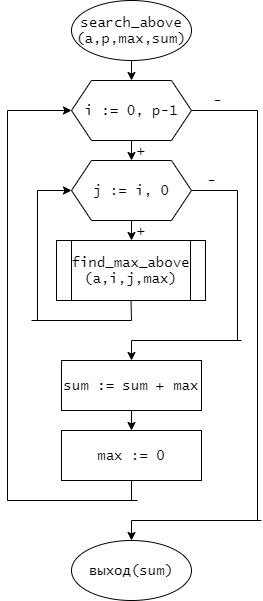 search_above
(a,p,max,sum)
i := 0, p-1
-
+
j := i, 0
-
+
find_max_above
(a,i,j,max)
sum := sum + max
max := 0
выход(sum)